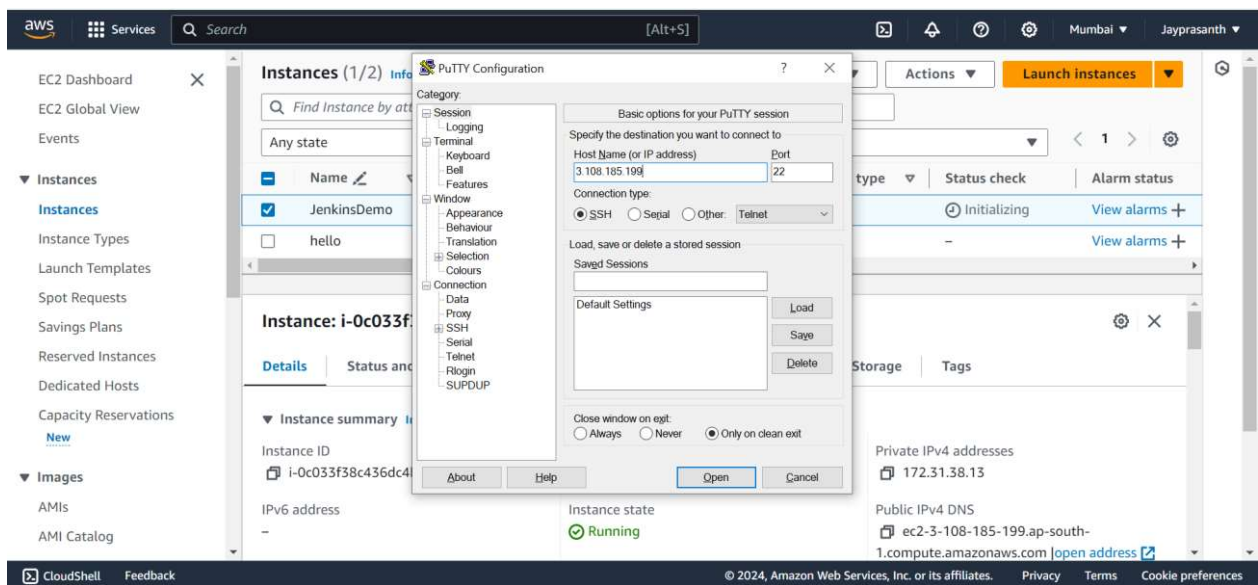 aws
Services
Search
[Alt+S]
Mumbai
Jayprasanth
EC2 Dashboard
EC2 Global View
Events
Instances
Instances
Instance Types
Launch Templates
Spot Requests
Savings Plans
Reserved Instances
Dedicated Hosts
Capacity Reservations
New
Images
AMIs
AMI Catalog
Instances (1/2) Info
Actions
Launch instances
Find Instance by
Any state
1
Name
type
Status check
Alarm status
JenkinsDemo
Initializing
View alarms +
hello
–
View alarms +
PuTTY Configuration
? ×
Category:
Session
Logging
Terminal
Keyboard
Bell
Features
Window
Appearance
Behaviour
Translation
Selection
Colours
Connection
Data
Proxy
SSH
Serial
Telnet
Rlogin
SUPDUP
Basic options for your PuTTY session
Specify the destination you want to connect to
Host Name (or IP address) Port
3.108.185.199 22
Connection type:
SSH Serial Other: Telnet
Load, save or delete a stored session
Saved Sessions
Default Settings
Load
Save
Delete
Close window on exit:
Always Never Only on clean exit
About Help Open Cancel
Instance:
Details
Status
Storage
Tags
Instance summary
Instance ID
Private IPv4 addresses
172.31.38.13
IPv6 address
–
Instance state
Running
Public IPv4 DNS
ec2-3-108-185-199.ap-south-
1.compute.amazonaws.com |open address
CloudShell Feedback
© 2024, Amazon Web Services, Inc. or its affiliates. Privacy Terms Cookie preferences